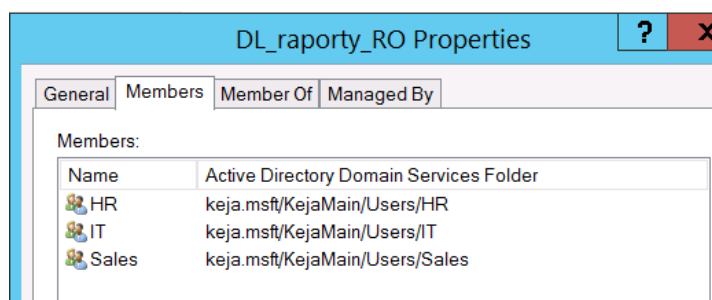 DL_raporty_RO Properties
?
X
General Members Member Of Managed By
Members:
Name Active Directory Domain Services Folder
HR keja.msft/KejaMain/Users/HR
IT keja.msft/KejaMain/Users/IT
Sales keja.msft/KejaMain/Users/Sales